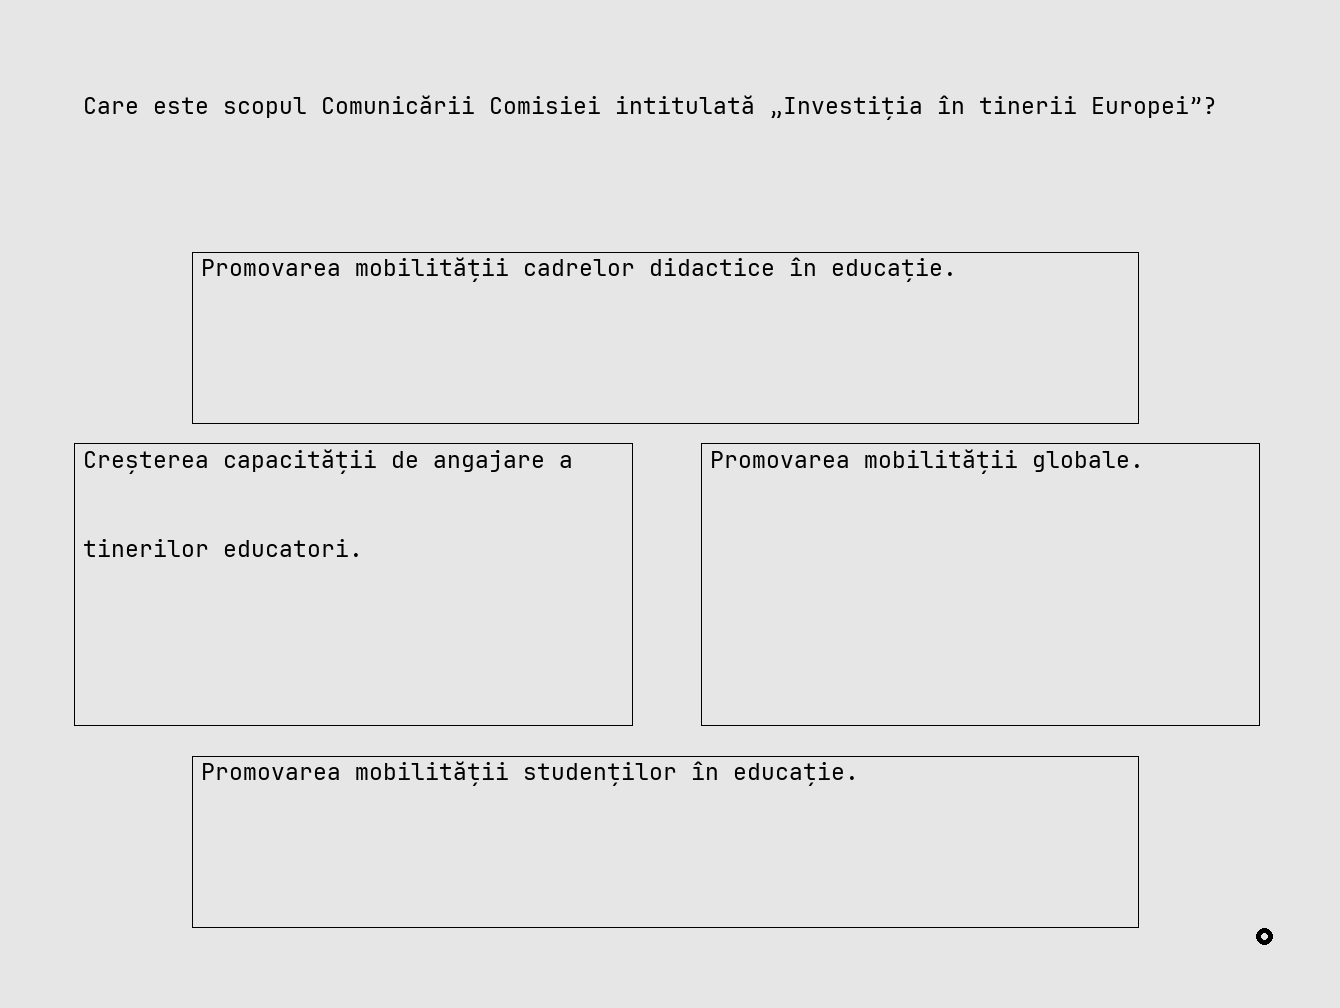 Care este scopul Comunicării Comisiei intitulată „Investiția în tinerii Europei”?
Promovarea mobilității cadrelor didactice în educație.
Creșterea capacității de angajare a
tinerilor educatori.
Promovarea mobilității globale.
Promovarea mobilității studenților în educație.